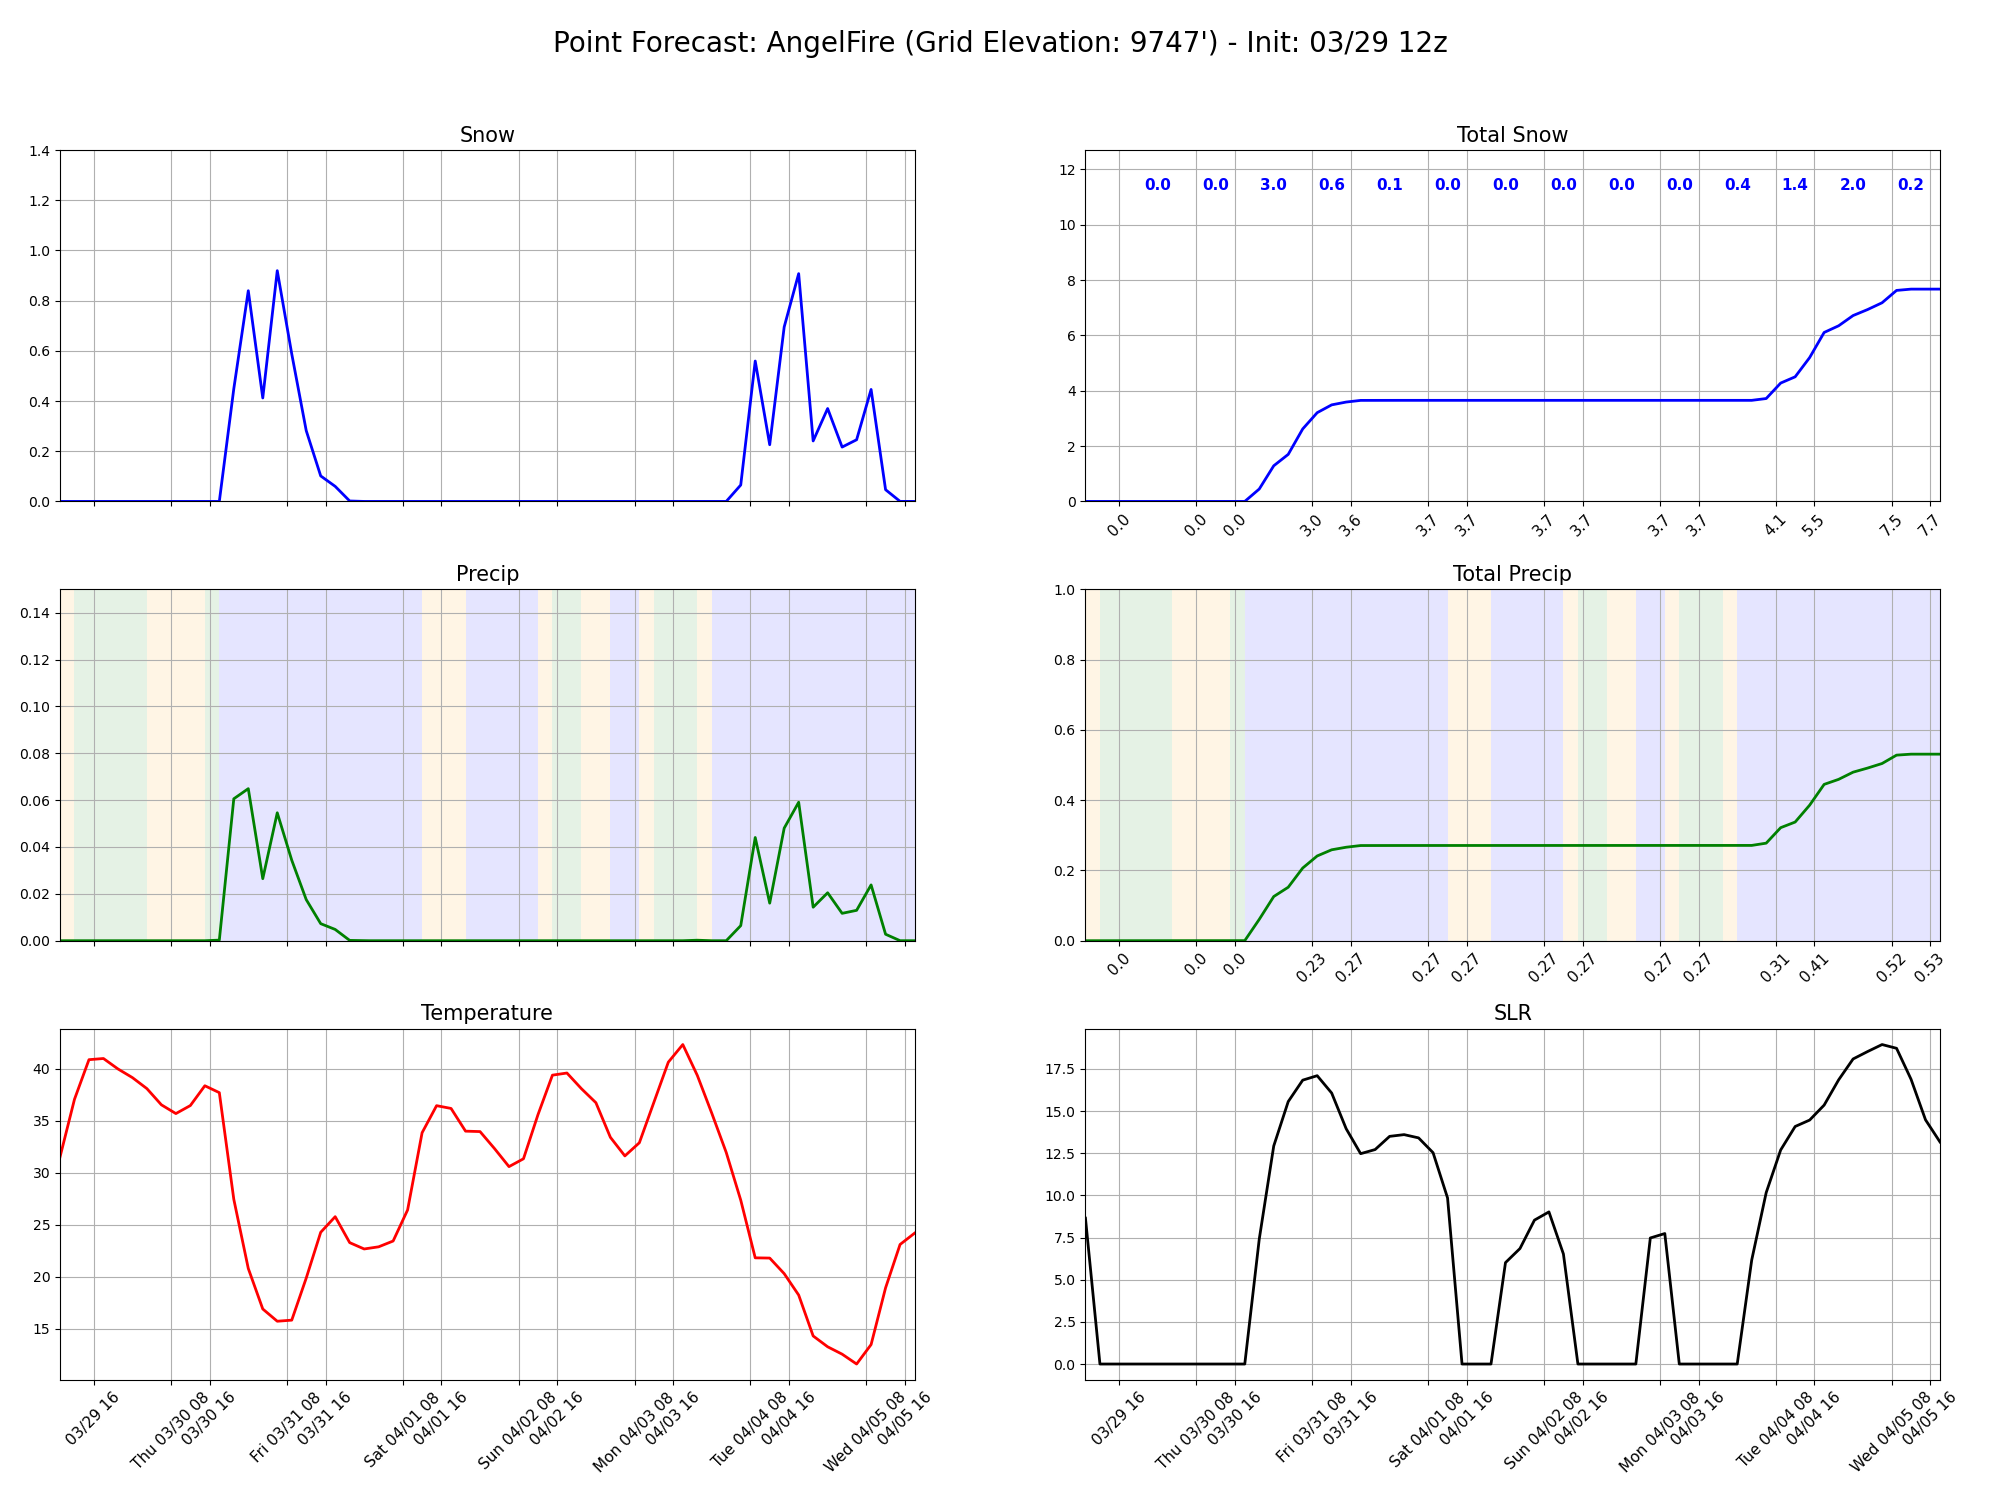 Point Forecast: AngelFire (Grid Elevation: 9747') - Init: 03/29 12z
Snow
1.4
1.2
1.0
0.8
0.6
0.4
0.2
0.0
Total Snow
12
10
8
6
4
2
0
0.0 0.0 3.0 0.6 0.1 0.0 0.0 0.0 0.0 0.0 0.4 1.4 2.0 0.2
0.0 0.0 0.0 3.0 3.6 3.7 3.7 3.7 3.7 3.7 3.7 4.1 5.5 7.5 7.7
Precip
0.14
0.12
0.10
0.08
0.06
0.04
0.02
0.00
Total Precip
1.0
0.8
0.6
0.4
0.2
0.0
0.0 0.0 0.0 0.23 0.27 0.27 0.27 0.27 0.27 0.27 0.27 0.31 0.41 0.52 0.53
Temperature
40
35
30
25
20
15
03/29 16
Thu 03/30 08
03/30 16
Fri 03/31 08
03/31 16
Sat 04/01 08
04/01 16
Sun 04/02 08
04/02 16
Mon 04/03 08
04/03 16
Tue 04/04 08
04/04 16
Wed 04/05 08
04/05 16
SLR
17.5
15.0
12.5
10.0
7.5
5.0
2.5
0.0
03/29 16
Thu 03/30 08
03/30 16
Fri 03/31 08
03/31 16
Sat 04/01 08
04/01 16
Sun 04/02 08
04/02 16
Mon 04/03 08
04/03 16
Tue 04/04 08
04/04 16
Wed 04/05 08
04/05 16